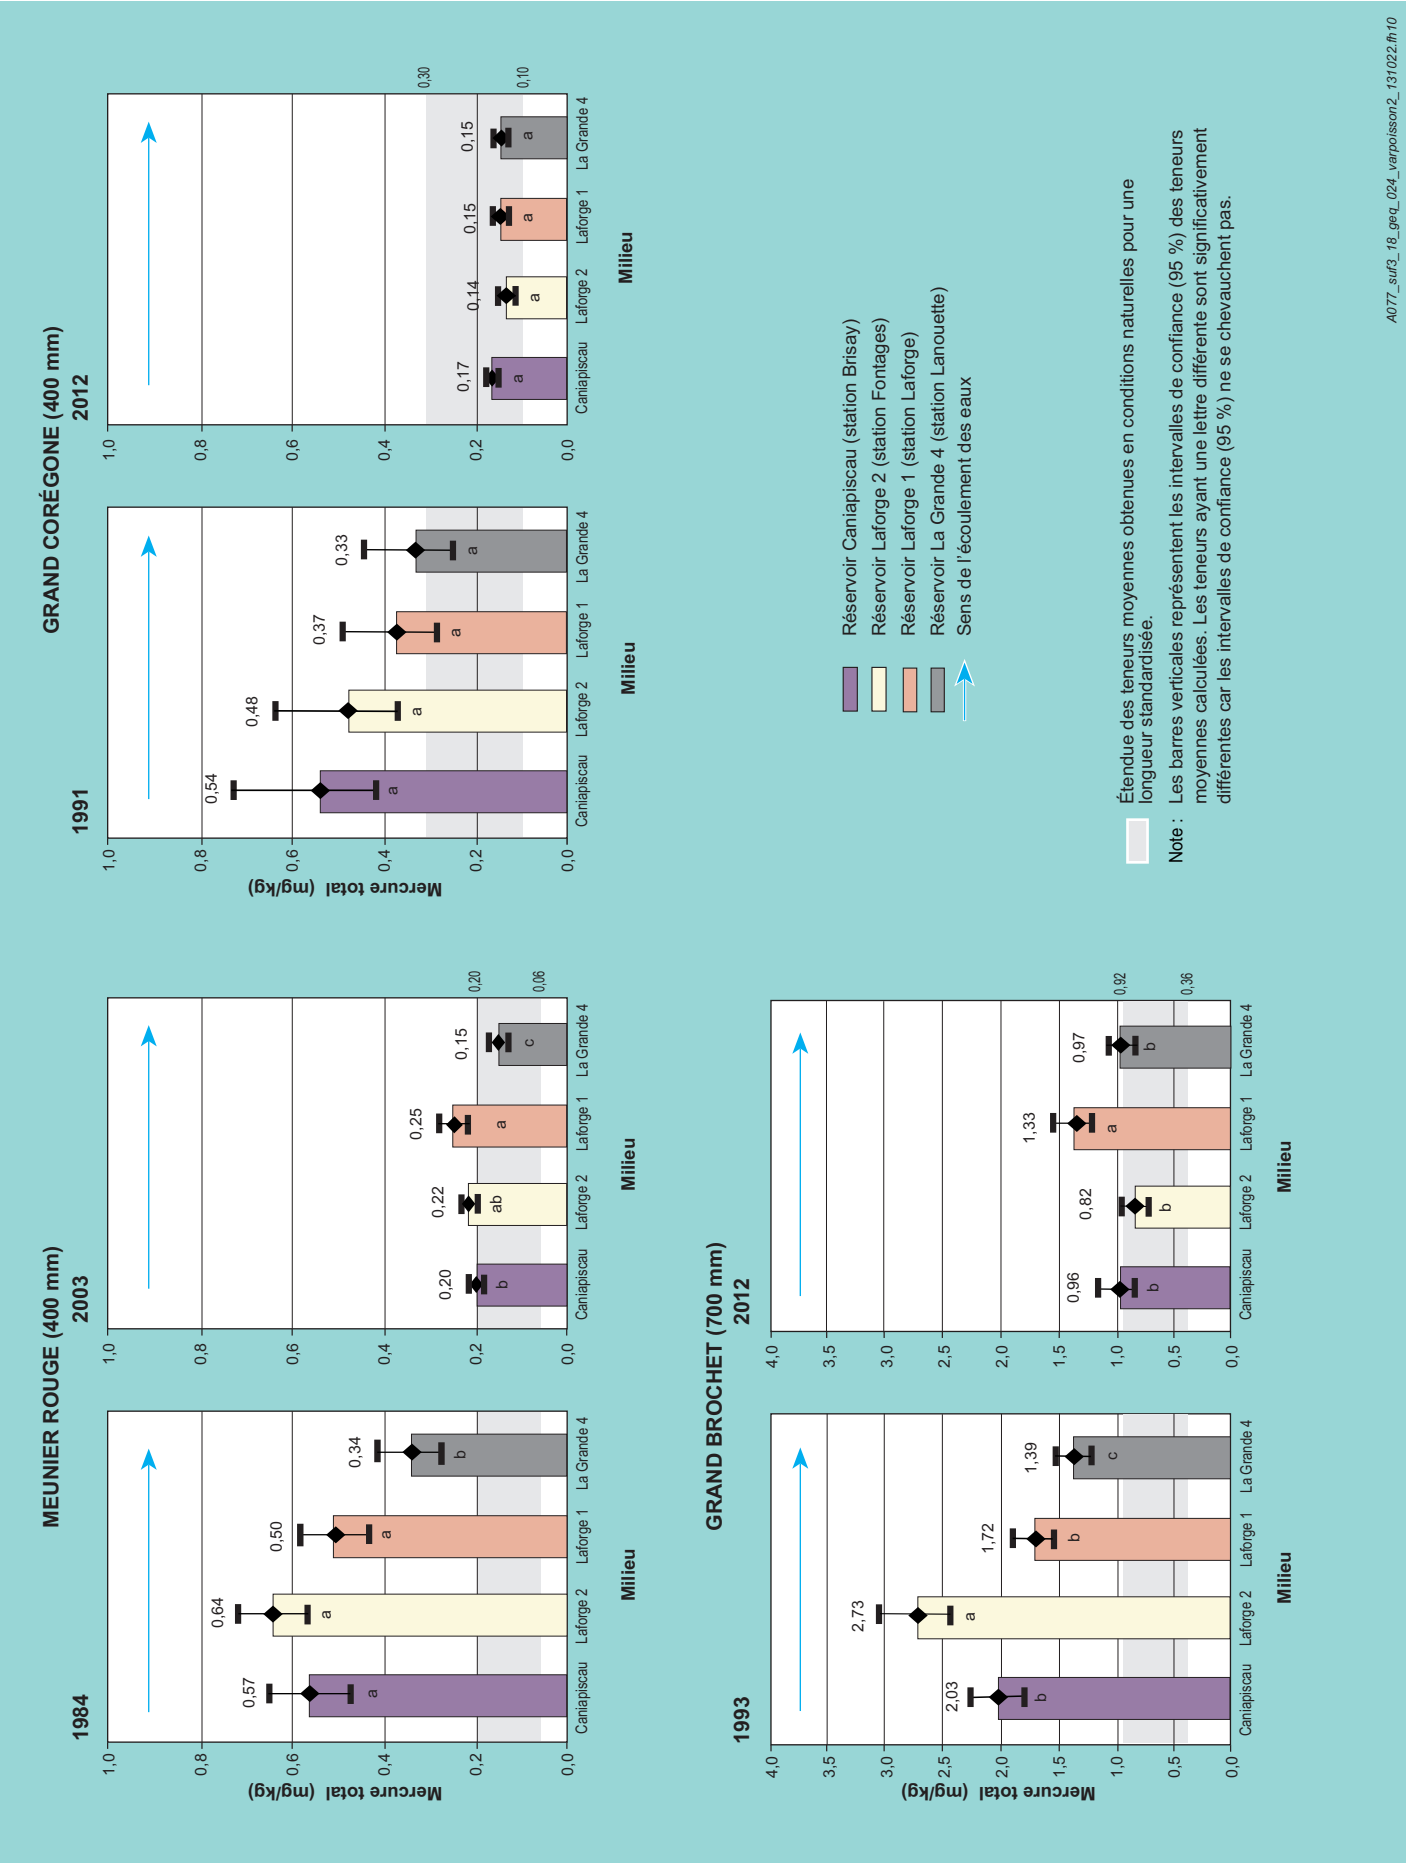 MEUNIER ROUGE (400 mm)
1984
2003
Mercure total (mg/kg)
1,0
0,8
0,6
0,4
0,2
0,0
0,57
0,64
0,50
0,34
a
a
a
b
Caniapiscau
Laforge 2
Laforge 1
La Grande 4
Milieu
1,0
0,8
0,6
0,4
0,2
0,0
0,20
0,22
0,25
0,15
b
ab
a
c
0,20
0,06
Caniapiscau
Laforge 2
Laforge 1
La Grande 4
Milieu
GRAND CORÉGONE (400 mm)
1991
2012
Mercure total (mg/kg)
1,0
0,8
0,6
0,4
0,2
0,0
0,54
0,48
0,37
0,33
a
a
a
a
Caniapiscau
Laforge 2
Laforge 1
La Grande 4
Milieu
1,0
0,8
0,6
0,4
0,2
0,0
0,17
0,14
0,15
0,15
a
a
a
a
0,30
0,10
Caniapiscau
Laforge 2
Laforge 1
La Grande 4
Milieu
GRAND BROCHET (700 mm)
1993
2012
Mercure total (mg/kg)
4,0
3,5
3,0
2,5
2,0
1,5
1,0
0,5
0,0
2,03
2,73
1,72
1,39
b
a
b
c
Caniapiscau
Laforge 2
Laforge 1
La Grande 4
Milieu
4,0
3,5
3,0
2,5
2,0
1,5
1,0
0,5
0,0
0,96
0,82
1,33
0,97
b
b
a
b
0,92
0,36
Caniapiscau
Laforge 2
Laforge 1
La Grande 4
Milieu
Réservoir Caniapiscau (station Brisay)
Réservoir Laforge 2 (station Fontages)
Réservoir Laforge 1 (station Laforge)
Réservoir La Grande 4 (station Lanouette)
Sens de l'écoulement des eaux
Étendue des teneurs moyennes obtenues en conditions naturelles pour une
longueur standardisée.
Note : Les barres verticales représentent les intervalles de confiance (95 %) des teneurs
moyennes calculées. Les teneurs ayant une lettre différente sont significativement
différentes car les intervalles de confiance (95 %) ne se chevauchent pas.
A077_suf3_18_geq_024_varpoisson2_131022.fh10